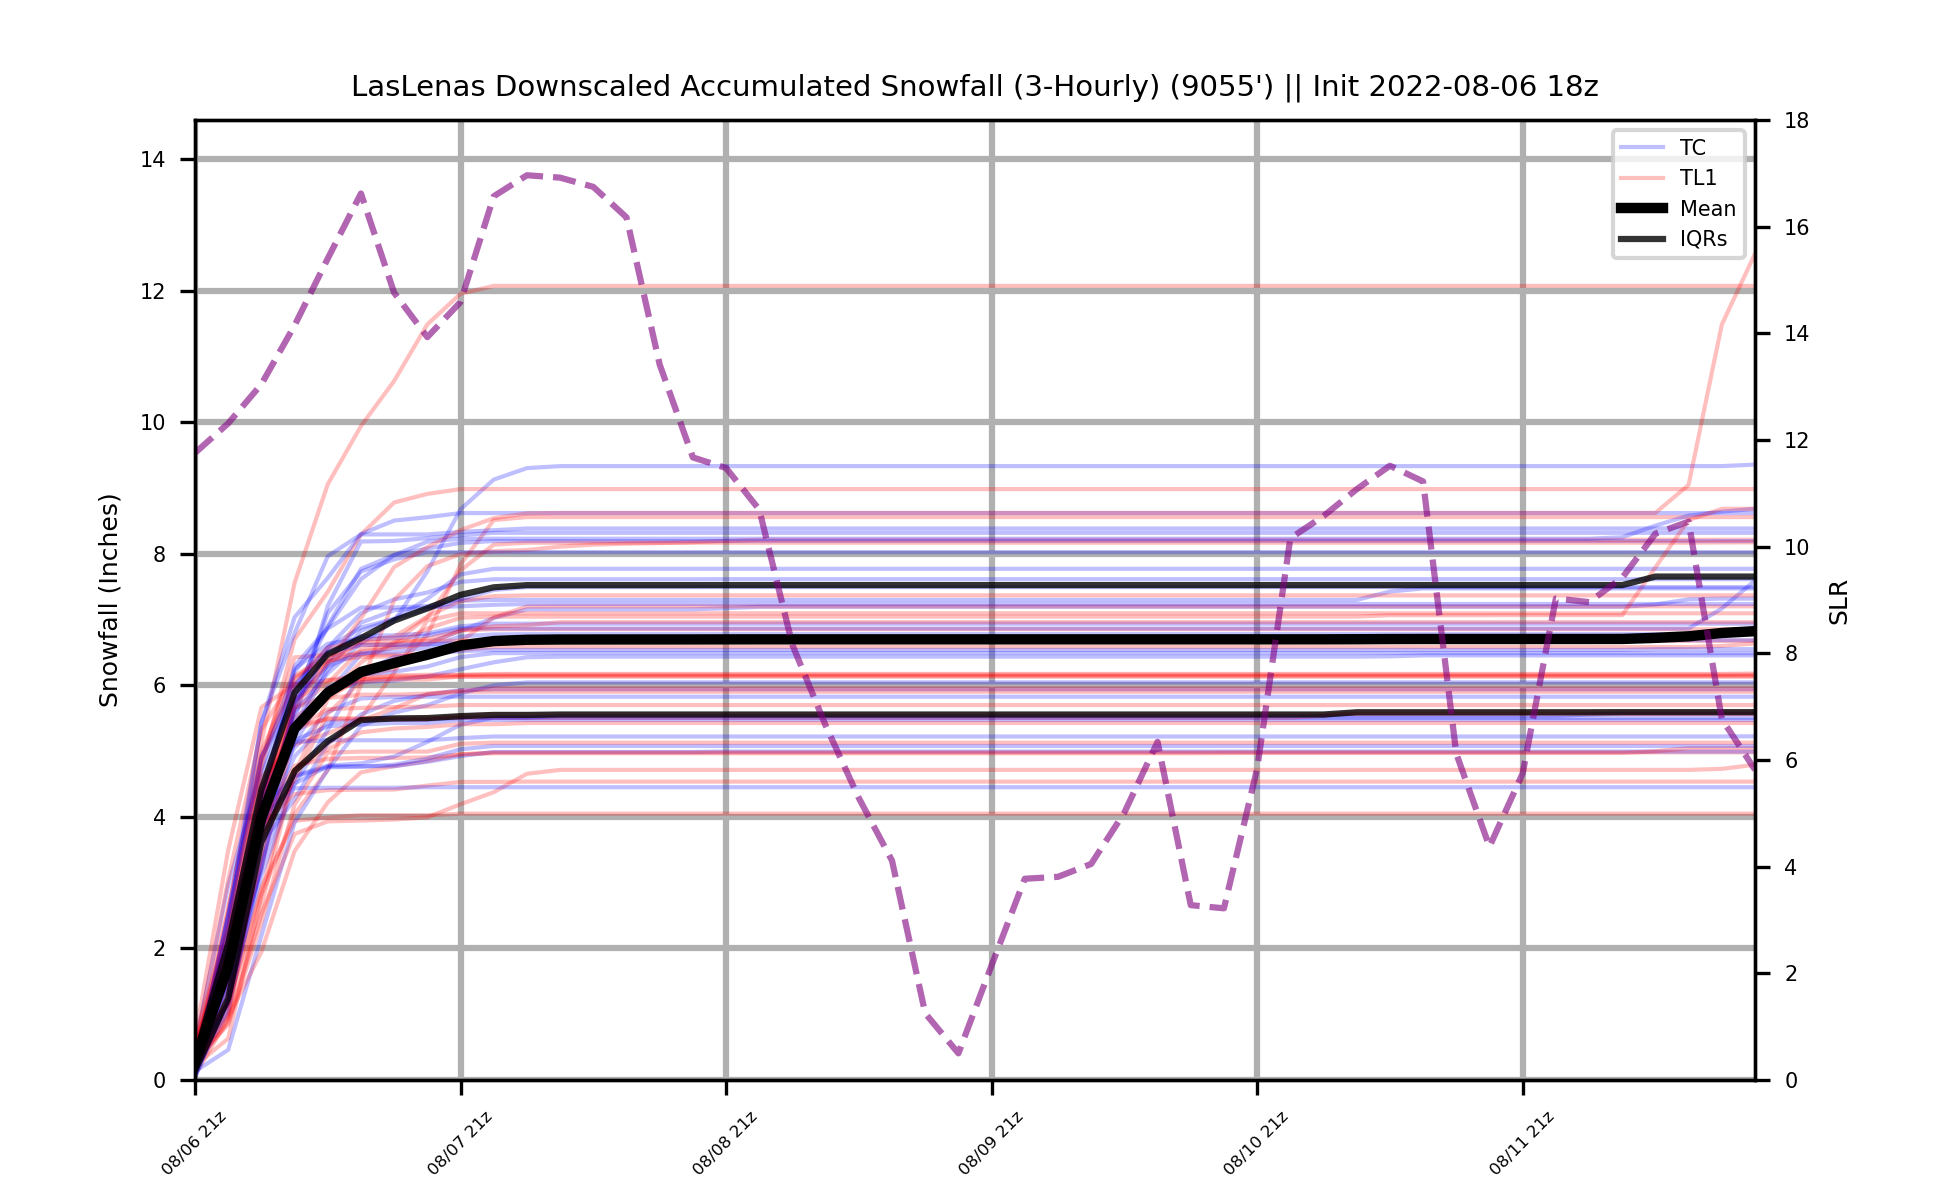 LasLenas Downscaled Accumulated Snowfall (3-Hourly) (9055') || Init 2022-08-06 18z
TC
TL1
Mean
IQRs
Snowfall (Inches)
14
12
10
8
6
4
2
0
SLR
18
16
14
12
10
8
6
4
2
0
08/06 21z
08/07 21z
08/08 21z
08/09 21z
08/10 21z
08/11 21z